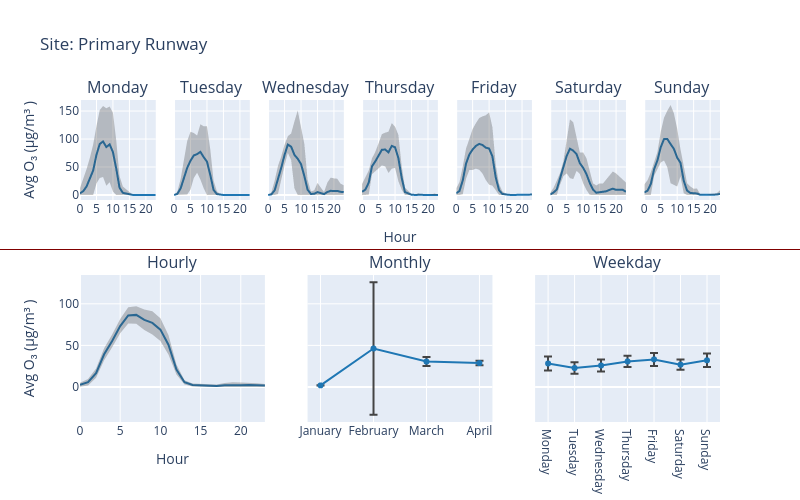 Site: Primary Runway
Monday Tuesday Wednesday Thursday Friday Saturday Sunday
Avg O₃ (μg/m³ )
150
100
50
0
0 5 10 15 20 0 5 10 15 20 0 5 10 15 20 0 5 10 15 20 0 5 10 15 20 0 5 10 15 20 0 5 10 15 20
Hour
Hourly Monthly Weekday
Avg O₃ (μg/m³ )
100
50
0
0 5 10 15 20
Hour
January February March April
Monday
Tuesday
Wednesday
Thursday
Friday
Saturday
Sunday